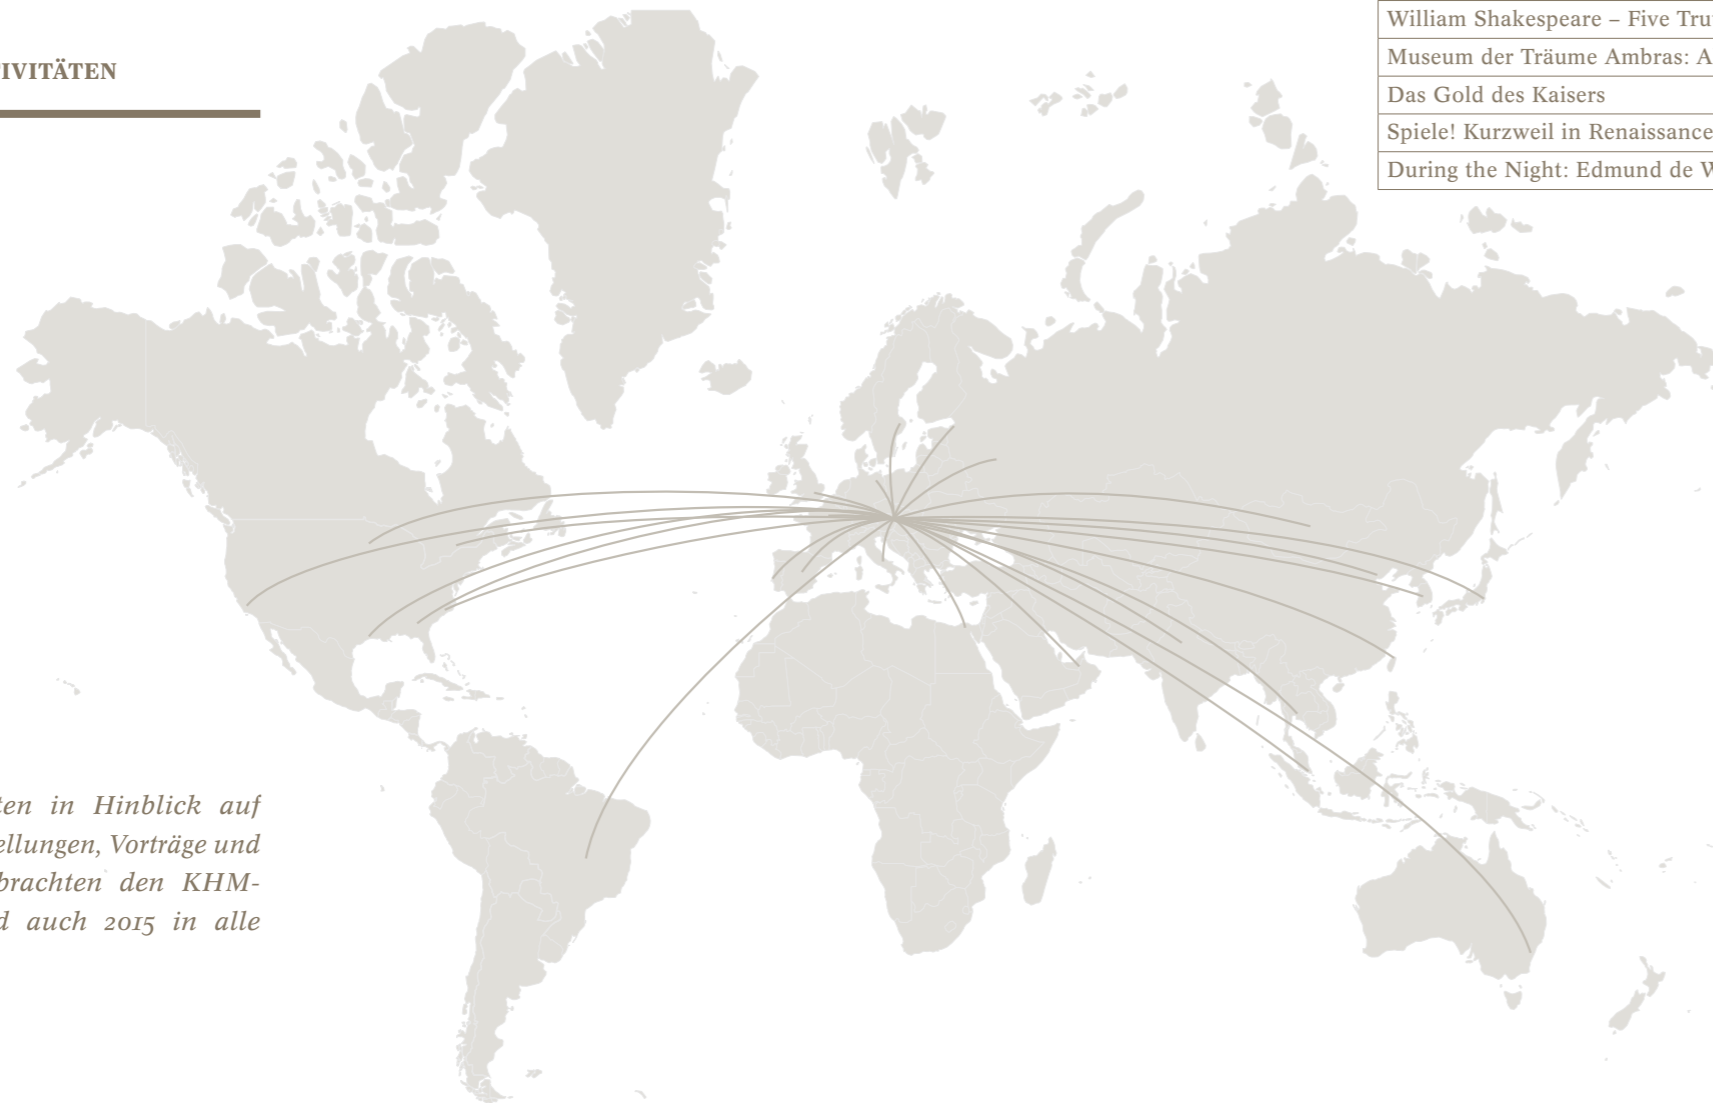 IVITÄTEN
William Shakespeare – Five Tru
Museum der Träume Ambras: A
Das Gold des Kaisers
Spiele! Kurzweil in Renaissance
During the Night: Edmund de W
ten in Hinblick auf
ellungen, Vorträge und
brachten den KHM-
d auch 2015 in alle